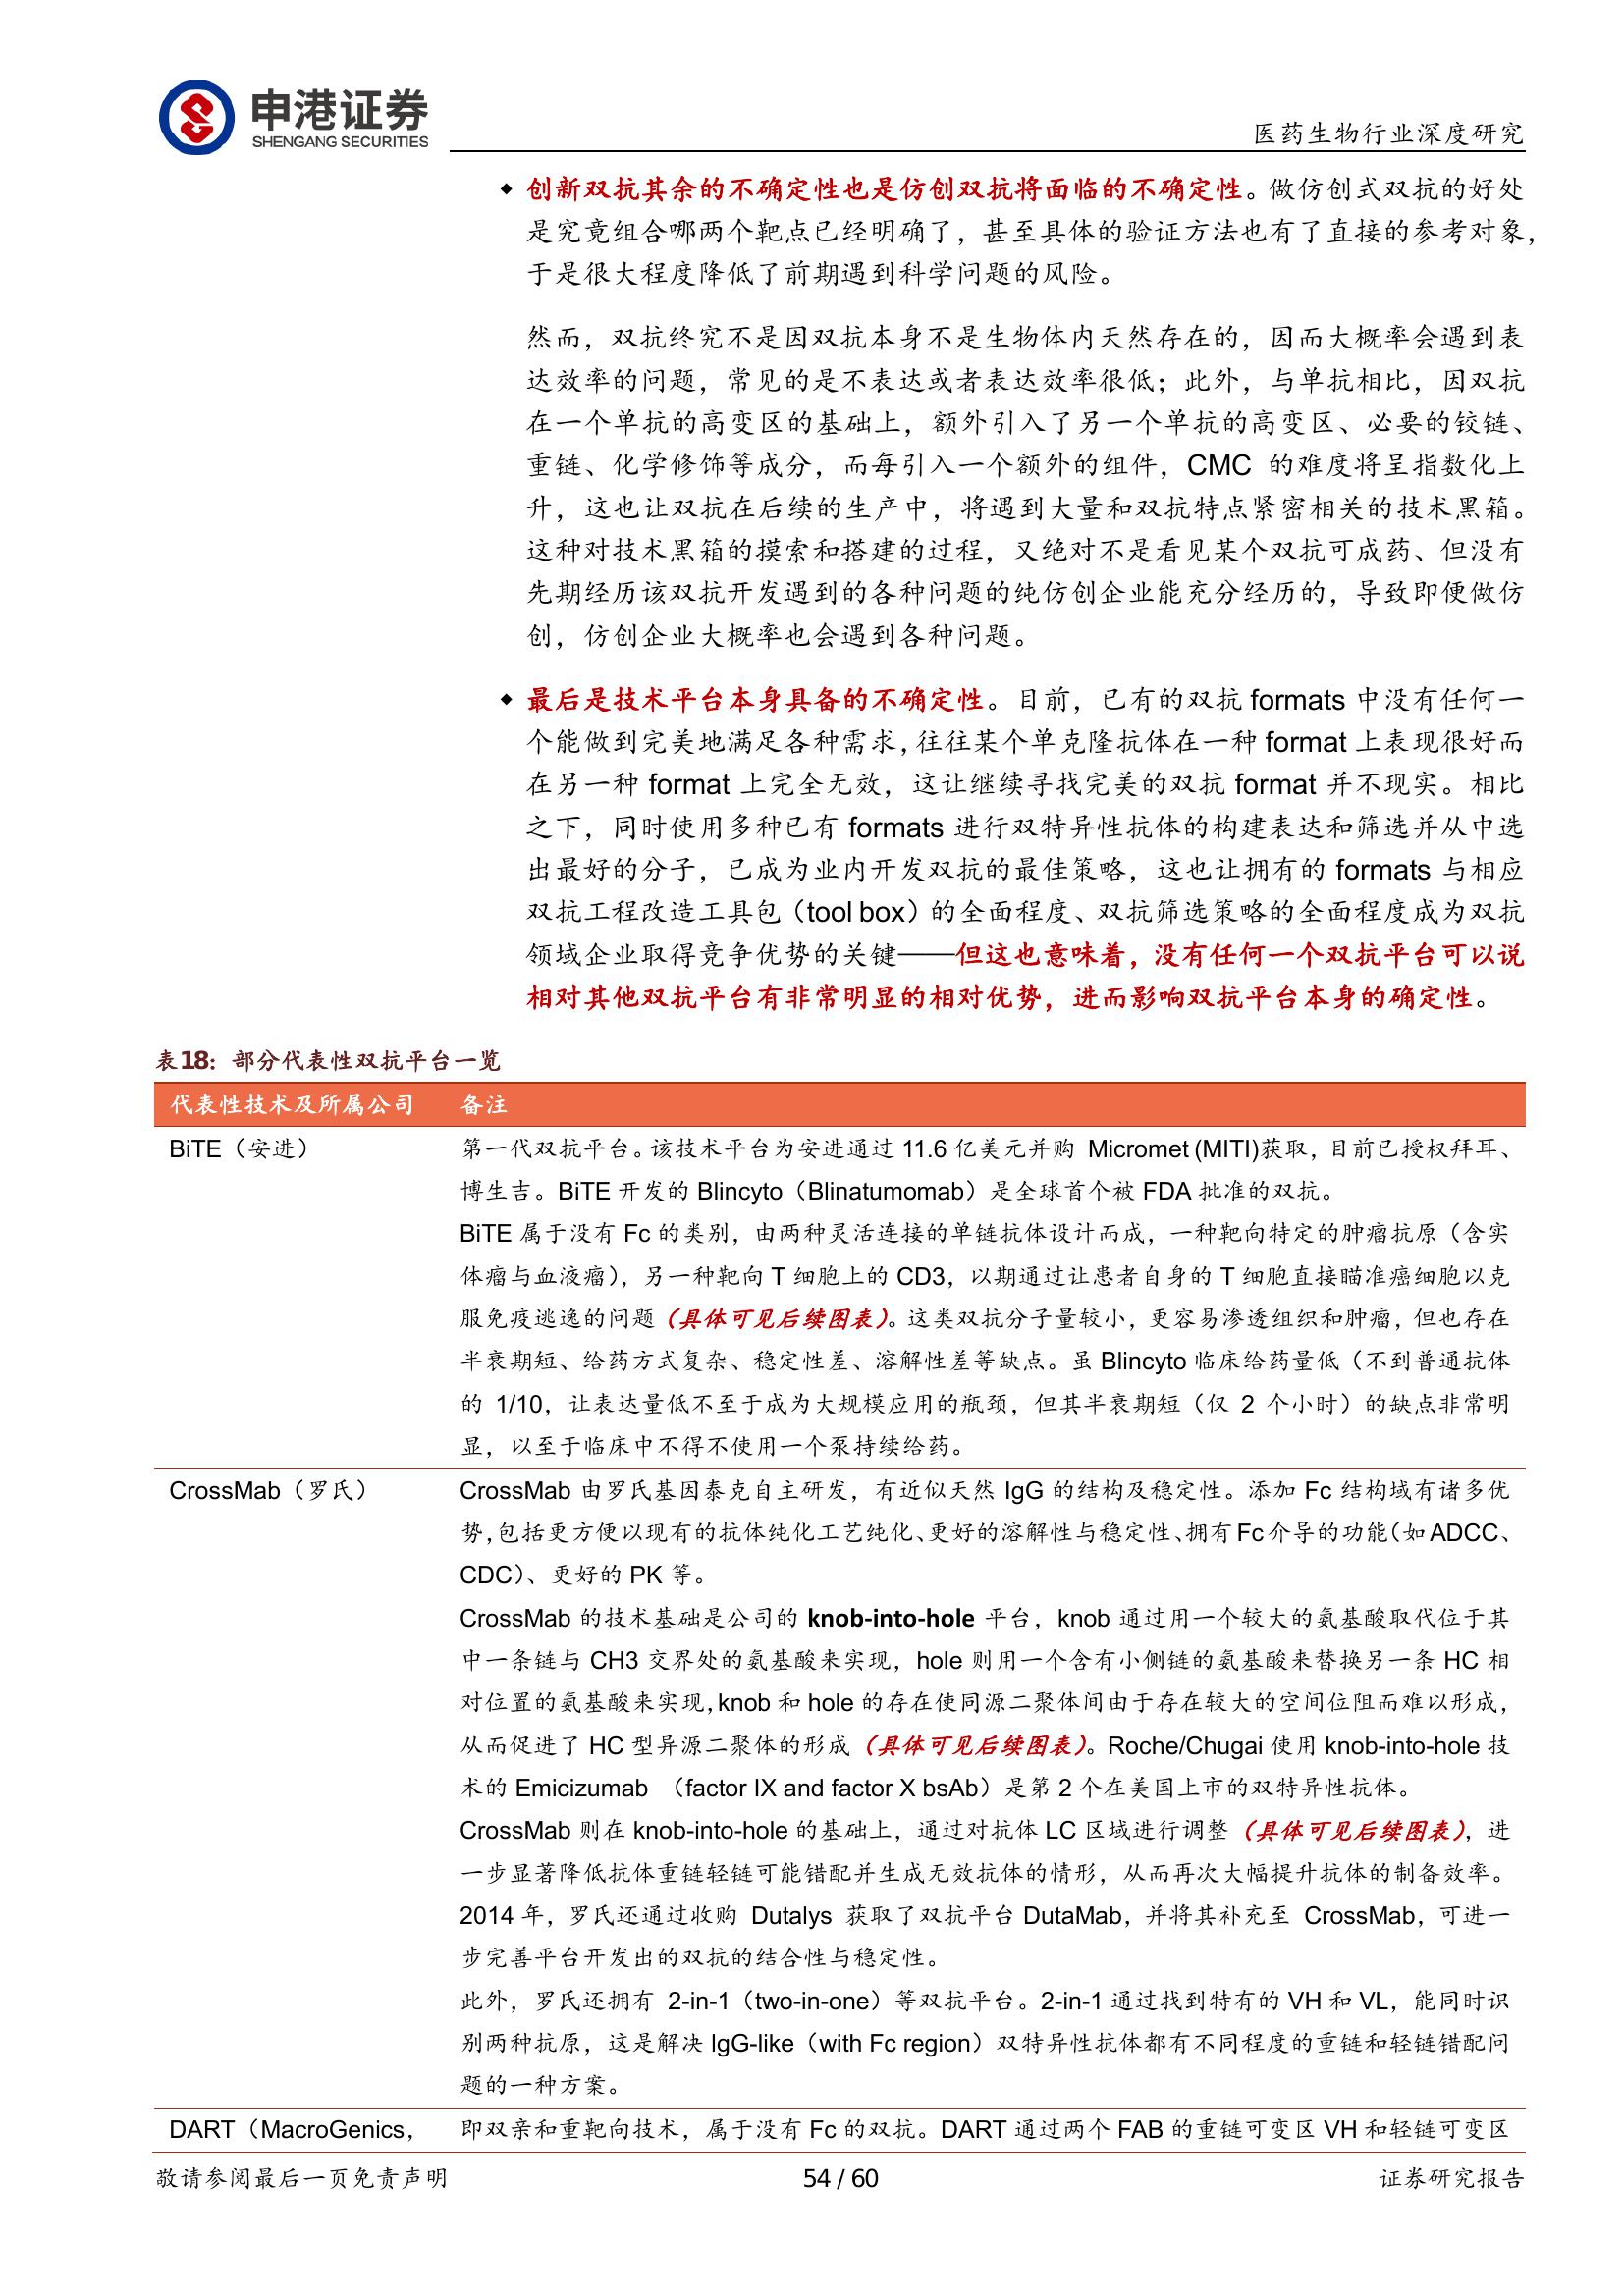 申港证券
SHENGANG SECURITIES
医药生物行业深度研究
◆ 创新双抗其余的不确定性也是仿创双抗将面临的不确定性。做仿创式双抗的好处
是究竟组合哪两个靶点已经明确了，甚至具体的验证方法也有了直接的参考对象，
于是很大程度降低了前期遇到科学问题的风险。
然而，双抗终究不是因双抗本身不是生物体内天然存在的，因而大概率会遇到表
达效率的问题，常见的是不表达或者表达效率很低；此外，与单抗相比，因双抗
在一个单抗的高变区的基础上，额外引入了另一个单抗的高变区、必要的铰链、
重链、化学修饰等成分，而每引入一个额外的组件，CMC 的难度将呈指数化上
升，这也让双抗在后续的生产中，将遇到大量和双抗特点紧密相关的技术黑箱。
这种对技术黑箱的摸索和搭建的过程，又绝对不是看见某个双抗可成药、但没有
先期经历该双抗开发遇到的各种问题的纯仿创企业能充分经历的，导致即便做仿
创，仿创企业大概率也会遇到各种问题。
◆ 最后是技术平台本身具备的不确定性。目前，已有的双抗 formats 中没有任何一
个能做到完美地满足各种需求，往往某个单克隆抗体在一种 format 上表现很好而
在另一种 format 上完全无效，这让继续寻找完美的双抗 format 并不现实。相比
之下，同时使用多种已有 formats 进行双特异性抗体的构建表达和筛选并从中选
出最好的分子，已成为业内开发双抗的最佳策略，这也让拥有的 formats 与相应
双抗工程改造工具包（tool box）的全面程度、双抗筛选策略的全面程度成为双抗
领域企业取得竞争优势的关键——但这也意味着，没有任何一个双抗平台可以说
相对其他双抗平台有非常明显的相对优势，进而影响双抗平台本身的确定性。
表18：部分代表性双抗平台一览
代表性技术及所属公司 备注
BiTE（安进） 第一代双抗平台。该技术平台为安进通过 11.6 亿美元并购 Micromet (MITI)获取，目前已授权拜耳、
博生吉。BiTE 开发的 Blincyto（Blinatumomab）是全球首个被 FDA 批准的双抗。
BiTE 属于没有 Fc 的类别，由两种灵活连接的单链抗体设计而成，一种靶向特定的肿瘤抗原（含实
体瘤与血液瘤），另一种靶向 T 细胞上的 CD3，以期通过让患者自身的 T 细胞直接瞄准癌细胞以克
服免疫逃逸的问题（具体可见后续图表）。这类双抗分子量较小，更容易渗透组织和肿瘤，但也存在
半衰期短、给药方式复杂、稳定性差、溶解性差等缺点。虽 Blincyto 临床给药量低（不到普通抗体
的 1/10，让表达量低不至于成为大规模应用的瓶颈，但其半衰期短（仅 2 个小时）的缺点非常明
显，以至于临床中不得不使用一个泵持续给药。
CrossMab（罗氏） CrossMab 由罗氏基因泰克自主研发，有近似天然 IgG 的结构及稳定性。添加 Fc 结构域有诸多优
势，包括更方便以现有的抗体纯化工艺纯化、更好的溶解性与稳定性、拥有 Fc 介导的功能（如 ADCC、
CDC）、更好的 PK 等。
CrossMab 的技术基础是公司的 knob-into-hole 平台，knob 通过用一个较大的氨基酸取代位于其
中一条链与 CH3 交界处的氨基酸来实现，hole 则用一个含有小侧链的氨基酸来替换另一条 HC 相
对位置的氨基酸来实现，knob 和 hole 的存在使同源二聚体间由于存在较大的空间位阻而难以形成，
从而促进了 HC 型异源二聚体的形成（具体可见后续图表）。Roche/Chugai 使用 knob-into-hole 技
术的 Emicizumab （factor IX and factor X bsAb）是第 2 个在美国上市的双特异性抗体。
CrossMab 则在 knob-into-hole 的基础上，通过对抗体 LC 区域进行调整（具体可见后续图表），进
一步显著降低抗体重链轻链可能错配并生成无效抗体的情形，从而再次大幅提升抗体的制备效率。
2014 年，罗氏还通过收购 Dutalys 获取了双抗平台 DutaMab，并将其补充至 CrossMab，可进一
步完善平台开发出的双抗的结合性与稳定性。
此外，罗氏还拥有 2-in-1（two-in-one）等双抗平台。2-in-1 通过找到特有的 VH 和 VL，能同时识
别两种抗原，这是解决 IgG-like（with Fc region）双特异性抗体都有不同程度的重链和轻链错配问
题的一种方案。
DART（MacroGenics， 即双亲和重靶向技术，属于没有 Fc 的双抗。DART 通过两个 FAB 的重链可变区 VH 和轻链可变区
敬请参阅最后一页免责声明 54 / 60 证券研究报告